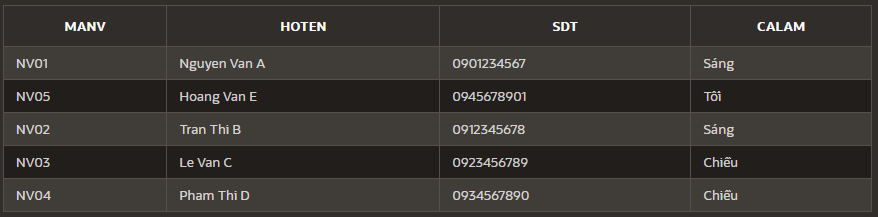 MANV HOTEN SDT CALAM
NV01 Nguyen Van A 0901234567 Sáng
NV05 Hoang Van E 0945678901 Tối
NV02 Tran Thi B 0912345678 Sáng
NV03 Le Van C 0923456789 Chiều
NV04 Pham Thi D 0934567890 Chiều